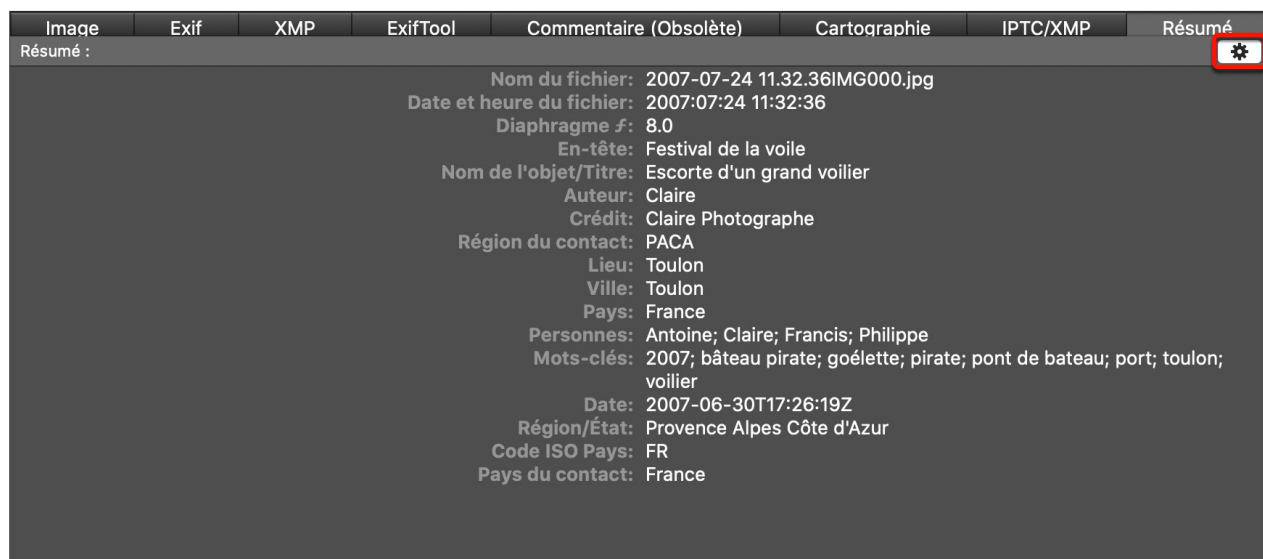 Image Exif XMP ExifTool Commentaire (Obsolète) Cartographie IPTC/XMP Résumé
Résumé :
Nom du fichier: 2007-07-24 11.32.36IMG000.jpg
Date et heure du fichier: 2007:07:24 11:32:36
Diaphragme ƒ: 8.0
En-tête: Festival de la voile
Nom de l'objet/Titre: Escorte d'un grand voilier
Auteur: Claire
Crédit: Claire Photographe
Région du contact: PACA
Lieu: Toulon
Ville: Toulon
Pays: France
Personnes: Antoine; Claire; Francis; Philippe
Mots-clés: 2007; bâteau pirate; goélette; pirate; pont de bateau; port; toulon;
voilier
Date: 2007-06-30T17:26:19Z
Région/État: Provence Alpes Côte d'Azur
Code ISO Pays: FR
Pays du contact: France